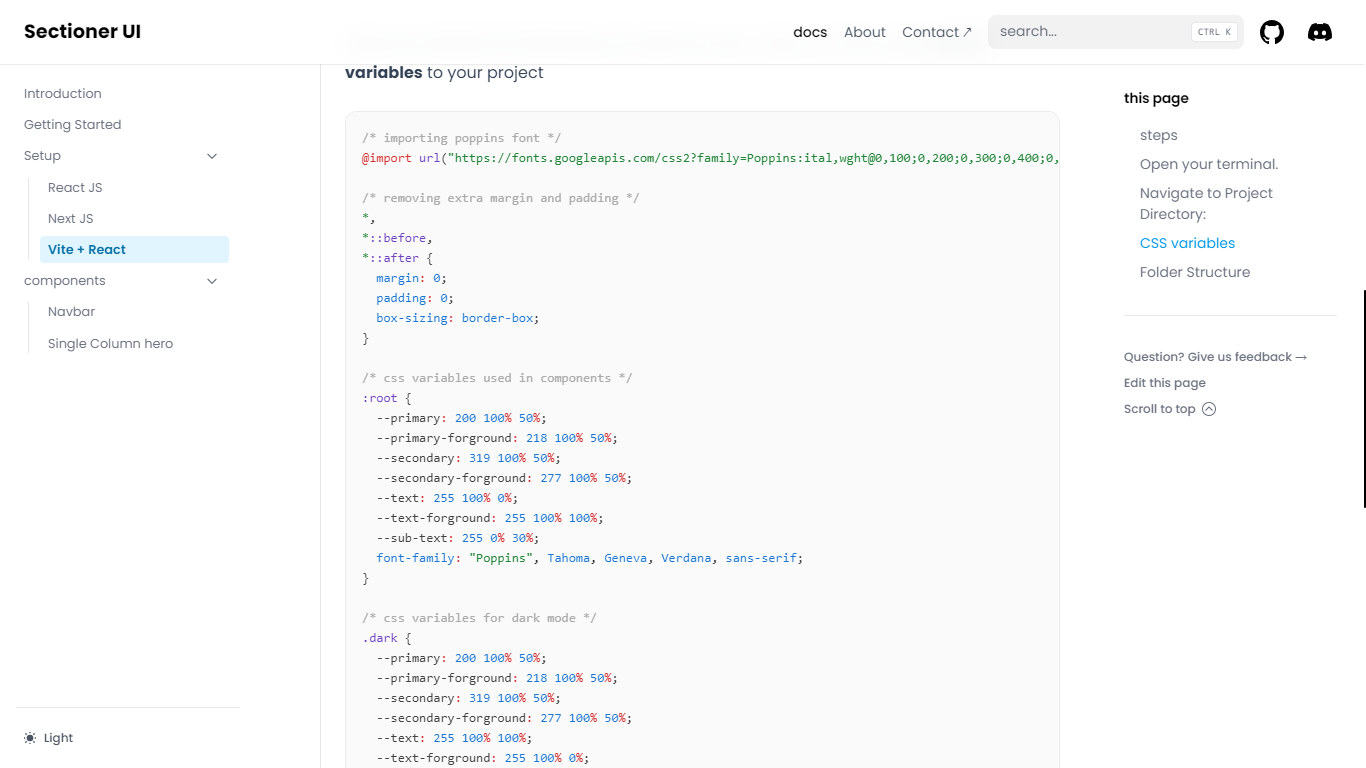 Sectioner UI
docs
About
Contact ↗
search...
CTRL K
Introduction
Getting Started
Setup
React JS
Next JS
Vite + React
components
Navbar
Single Column hero
Light
variables to your project
/* importing poppins font */
@import url("https://fonts.googleapis.com/css2?family=Poppins:ital,wght@0,100;0,200;0,300;0,400;0,
/* removing extra margin and padding */
*,
*::before,
*::after {
  margin: 0;
  padding: 0;
  box-sizing: border-box;
}
/* css variables used in components */
:root {
  --primary: 200 100% 50%;
  --primary-forground: 218 100% 50%;
  --secondary: 319 100% 50%;
  --secondary-forground: 277 100% 50%;
  --text: 255 100% 0%;
  --text-forground: 255 100% 100%;
  --sub-text: 255 0% 30%;
  font-family: "Poppins", Tahoma, Geneva, Verdana, sans-serif;
}
/* css variables for dark mode */
.dark {
  --primary: 200 100% 50%;
  --primary-forground: 218 100% 50%;
  --secondary: 319 100% 50%;
  --secondary-forground: 277 100% 50%;
  --text: 255 100% 100%;
  --text-forground: 255 100% 0%;
this page
steps
Open your terminal.
Navigate to Project
Directory:
CSS variables
Folder Structure
Question? Give us feedback →
Edit this page
Scroll to top